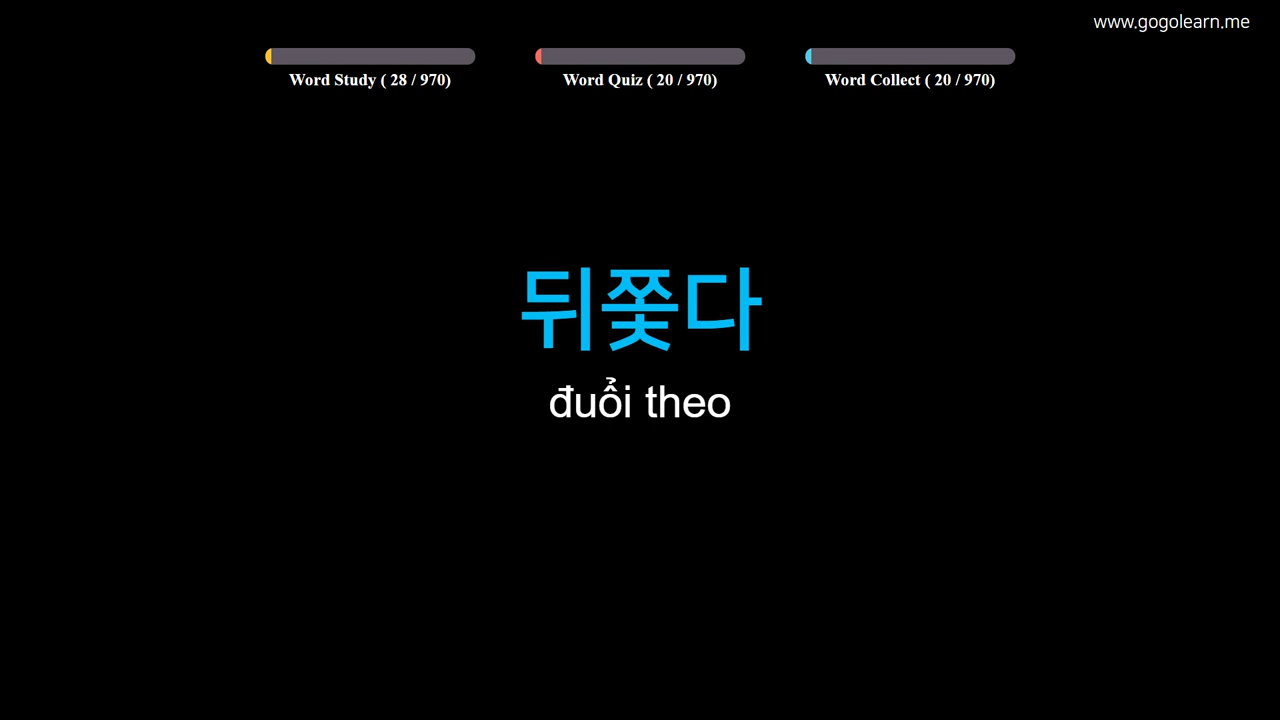 www.gogolearn.me
Word Study ( 28 / 970)
Word Quiz ( 20 / 970)
Word Collect ( 20 / 970)
뒤쫓다
đuổi theo